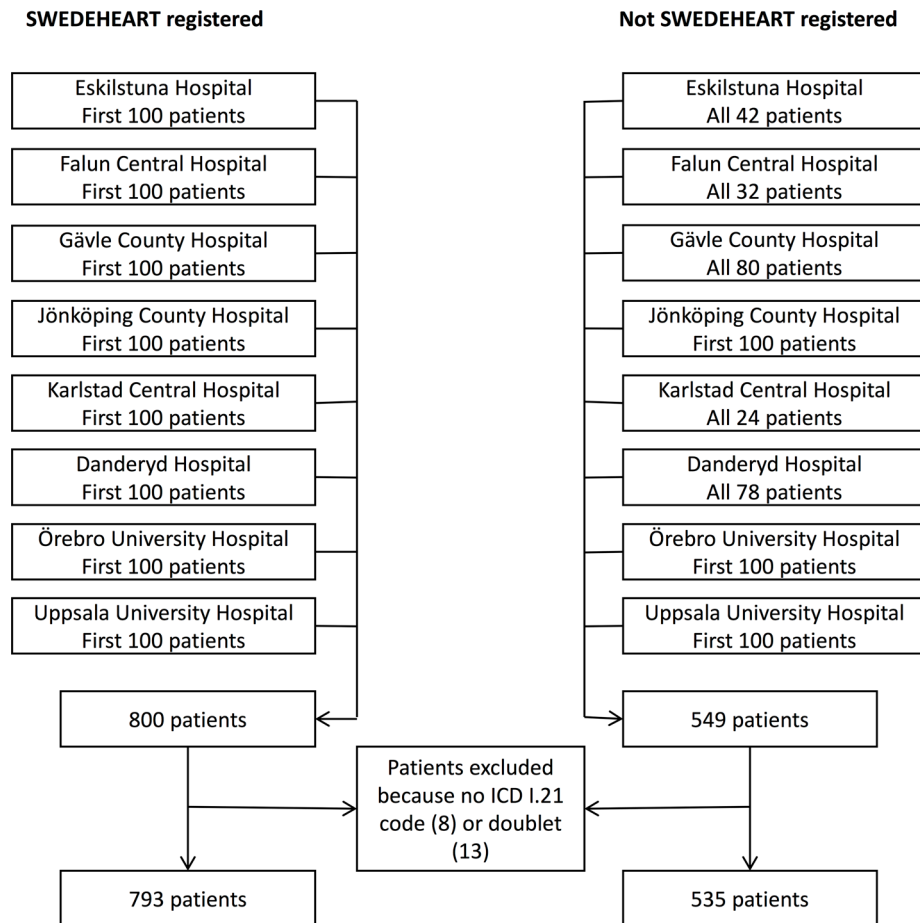 SWEDEHEART registered
Not SWEDEHEART registered
Eskilstuna Hospital
First 100 patients
Falun Central Hospital
First 100 patients
Gävle County Hospital
First 100 patients
Jönköping County Hospital
First 100 patients
Karlstad Central Hospital
First 100 patients
Danderyd Hospital
First 100 patients
Örebro University Hospital
First 100 patients
Uppsala University Hospital
First 100 patients
800 patients
Eskilstuna Hospital
All 42 patients
Falun Central Hospital
All 32 patients
Gävle County Hospital
All 80 patients
Jönköping County Hospital
First 100 patients
Karlstad Central Hospital
All 24 patients
Danderyd Hospital
All 78 patients
Örebro University Hospital
First 100 patients
Uppsala University Hospital
First 100 patients
549 patients
Patients excluded
because no ICD I.21
code (8) or doublet
(13)
793 patients
535 patients